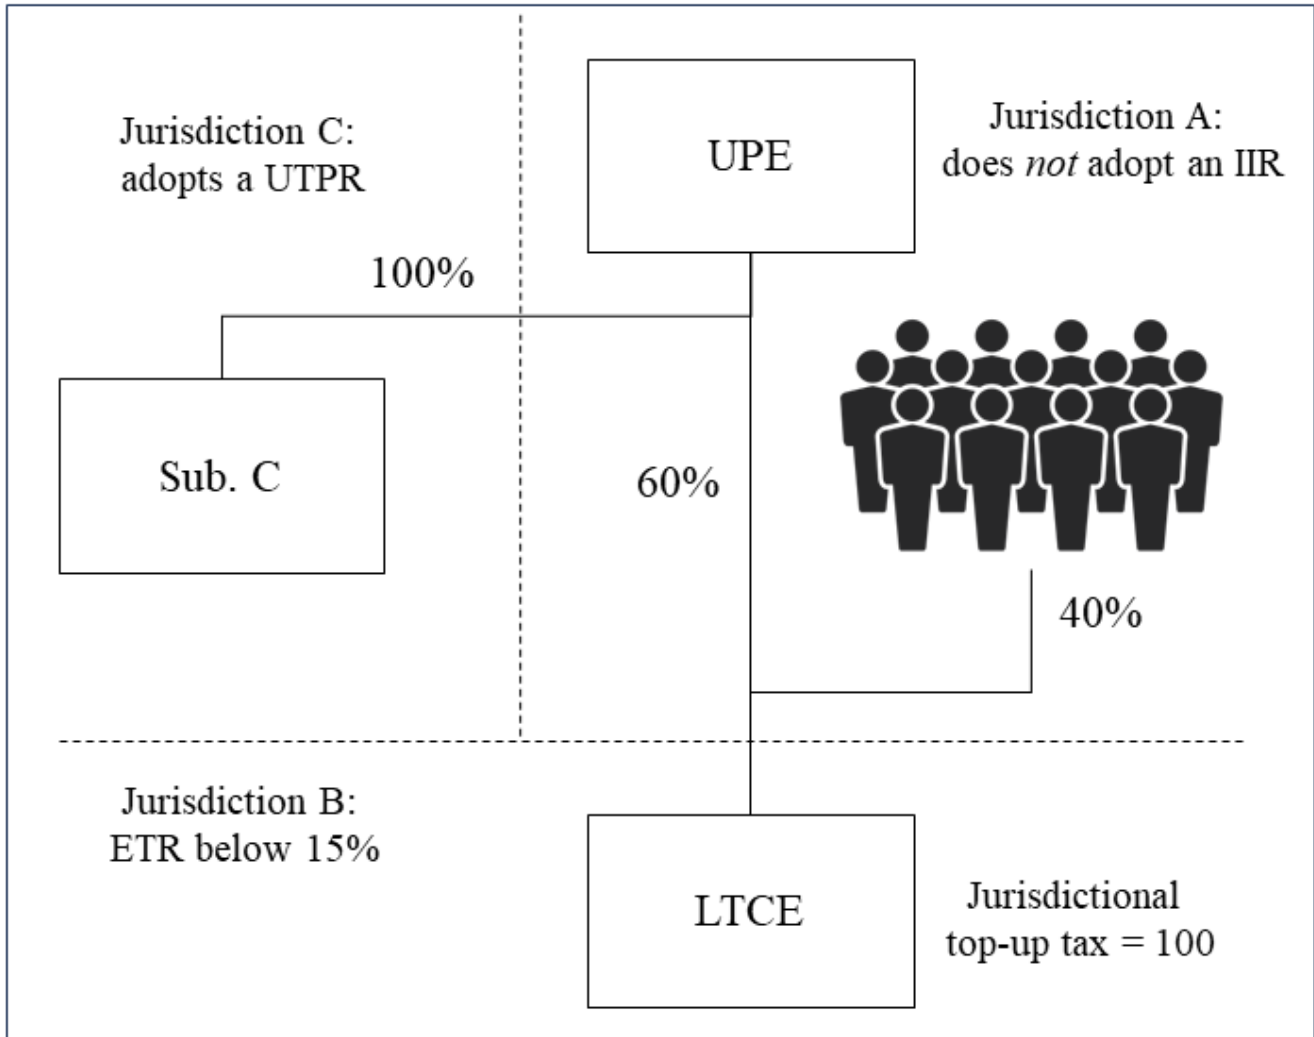 Jurisdiction C:
adopts a UTPR
UPE
Jurisdiction A:
does not adopt an IIR
100%
Sub. C
60%
40%
Jurisdiction B:
ETR below 15%
LTCE
Jurisdictional
top-up tax = 100